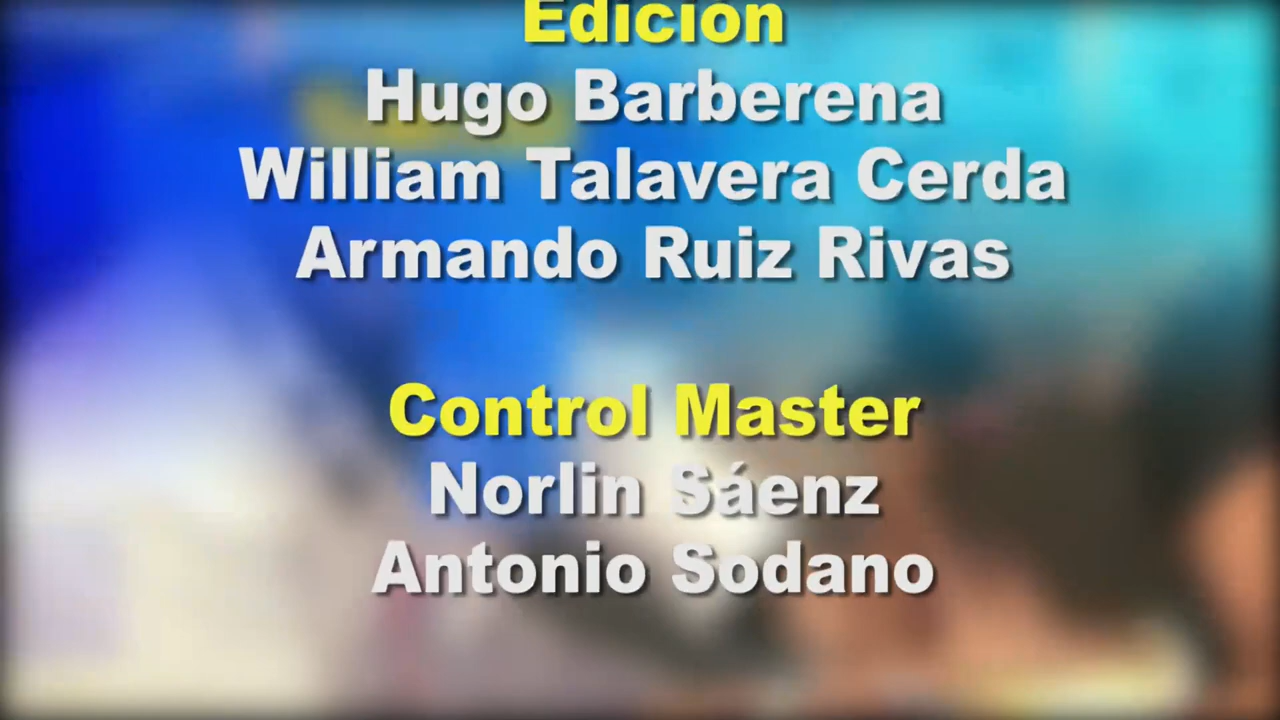 Edición
Hugo Barberena
William Talavera Cerda
Armando Ruiz Rivas
Control Master
Norlin Sáenz
Antonio Sodano